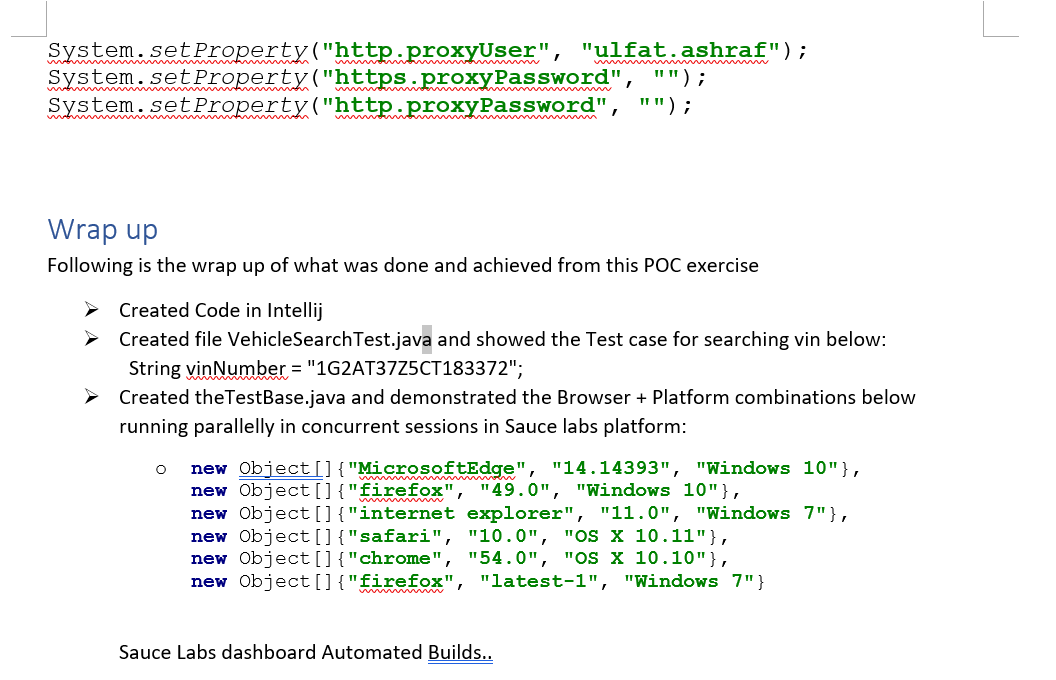 System.setProperty("http.proxyUser", "ulfat.ashraf");
System.setProperty("https.proxyPassword", "");
System.setProperty("http.proxyPassword", "");
Wrap up
Following is the wrap up of what was done and achieved from this POC exercise
➢ Created Code in Intellij
➢ Created file VehicleSearchTest.java and showed the Test case for searching vin below:
String vinNumber = "1G2AT37Z5CT183372";
➢ Created theTestBase.java and demonstrated the Browser + Platform combinations below
running parallelly in concurrent sessions in Sauce labs platform:
o new Object[]{"MicrosoftEdge", "14.14393", "Windows 10"},
new Object[]{"firefox", "49.0", "Windows 10"},
new Object[]{"internet explorer", "11.0", "Windows 7"},
new Object[]{"safari", "10.0", "OS X 10.11"},
new Object[]{"chrome", "54.0", "OS X 10.10"},
new Object[]{"firefox", "latest-1", "Windows 7"}
Sauce Labs dashboard Automated Builds..